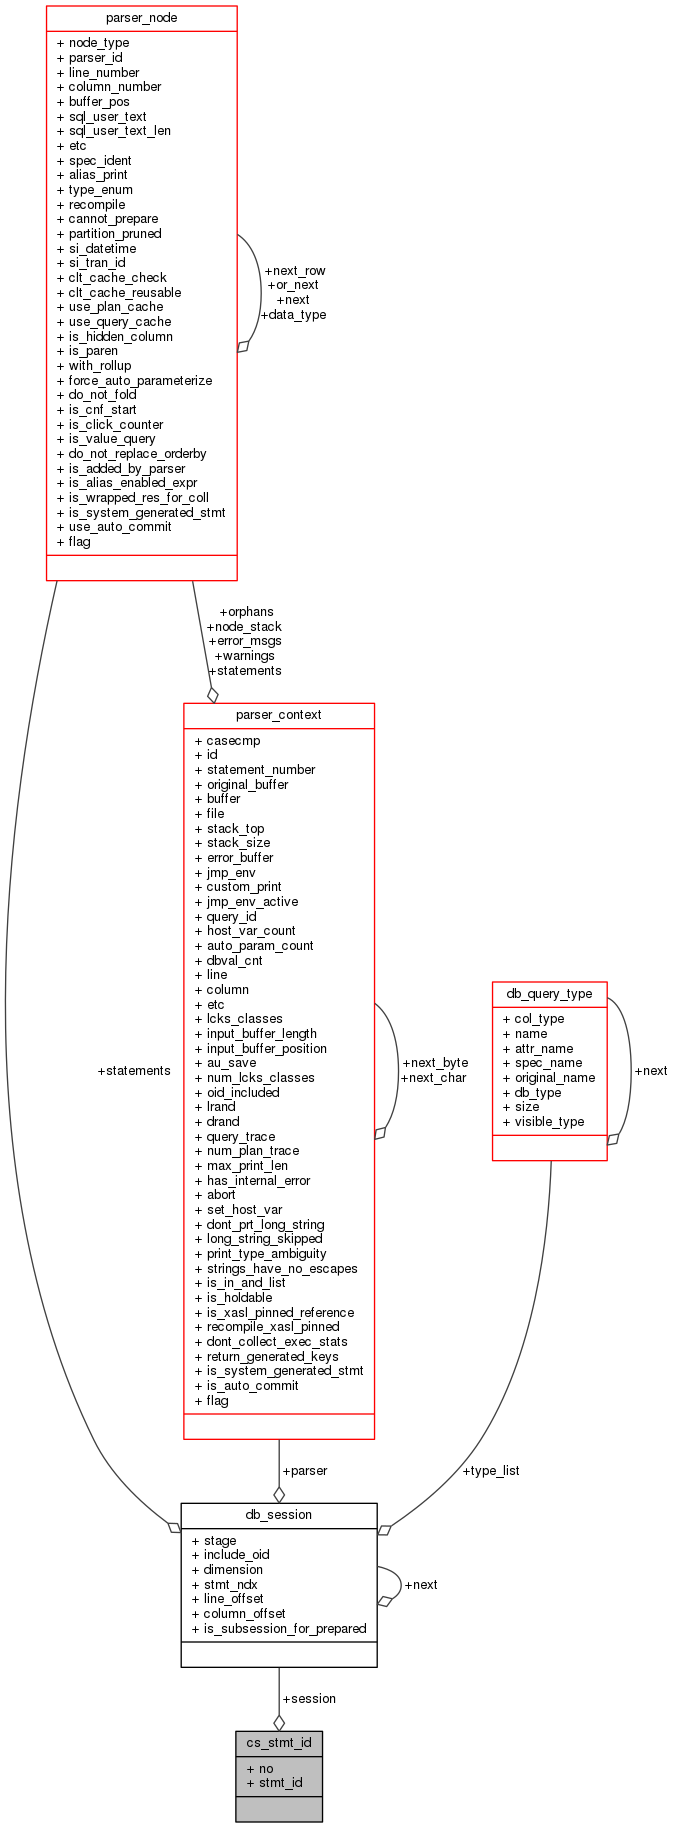 parser_node
+ node_type
+ parser_id
+ line_number
+ column_number
+ buffer_pos
+ sql_user_text
+ sql_user_text_len
+ etc
+ spec_ident
+ alias_print
+ type_enum
+ recompile
+ cannot_prepare
+ partition_pruned
+ si_datetime
+ si_tran_id
+ clt_cache_check
+ clt_cache_reusable
+ use_plan_cache
+ use_query_cache
+ is_hidden_column
+ is_paren
+ with_rollup
+ force_auto_parameterize
+ do_not_fold
+ is_cnf_start
+ is_click_counter
+ is_value_query
+ do_not_replace_orderby
+ is_added_by_parser
+ is_alias_enabled_expr
+ is_wrapped_res_for_coll
+ is_system_generated_stmt
+ use_auto_commit
+ flag
+next_row
+or_next
+next
+data_type
+orphans
+node_stack
+error_msgs
+warnings
+statements
parser_context
+ casecmp
+ id
+ statement_number
+ original_buffer
+ buffer
+ file
+ stack_top
+ stack_size
+ error_buffer
+ jmp_env
+ custom_print
+ jmp_env_active
+ query_id
+ host_var_count
+ auto_param_count
+ dbval_cnt
+ line
+ column
+ etc
+ lcks_classes
+ input_buffer_length
+ input_buffer_position
+ au_save
+ num_lcks_classes
+ oid_included
+ lrand
+ drand
+ query_trace
+ num_plan_trace
+ max_print_len
+ has_internal_error
+ abort
+ set_host_var
+ dont_prt_long_string
+ long_string_skipped
+ print_type_ambiguity
+ strings_have_no_escapes
+ is_in_and_list
+ is_holdable
+ is_xasl_pinned_reference
+ recompile_xasl_pinned
+ dont_collect_exec_stats
+ return_generated_keys
+ is_system_generated_stmt
+ is_auto_commit
+ flag
+next_byte
+next_char
db_query_type
+ col_type
+ name
+ attr_name
+ spec_name
+ original_name
+ db_type
+ size
+ visible_type
+next
+statements
+parser
+type_list
db_session
+ stage
+ include_oid
+ dimension
+ stmt_ndx
+ line_offset
+ column_offset
+ is_subsession_for_prepared
+next
+session
cs_stmt_id
+ no
+ stmt_id